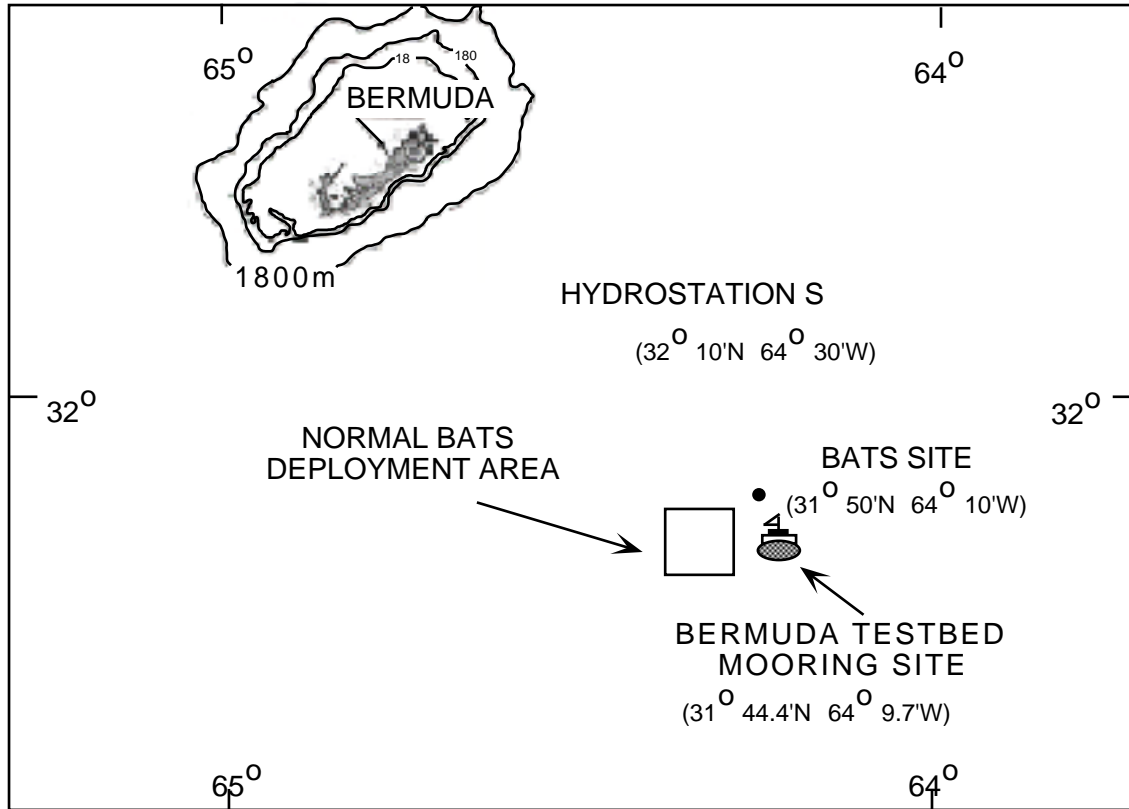 65° 64°
18 180
BERMUDA
1800m
HYDROSTATION S
(32° 10'N 64° 30'W)
32° 32°
NORMAL BATS
DEPLOYMENT AREA
BATS SITE
(31° 50'N 64° 10'W)
BERMUDA TESTBED
MOORING SITE
(31° 44.4'N 64° 9.7'W)
65° 64°